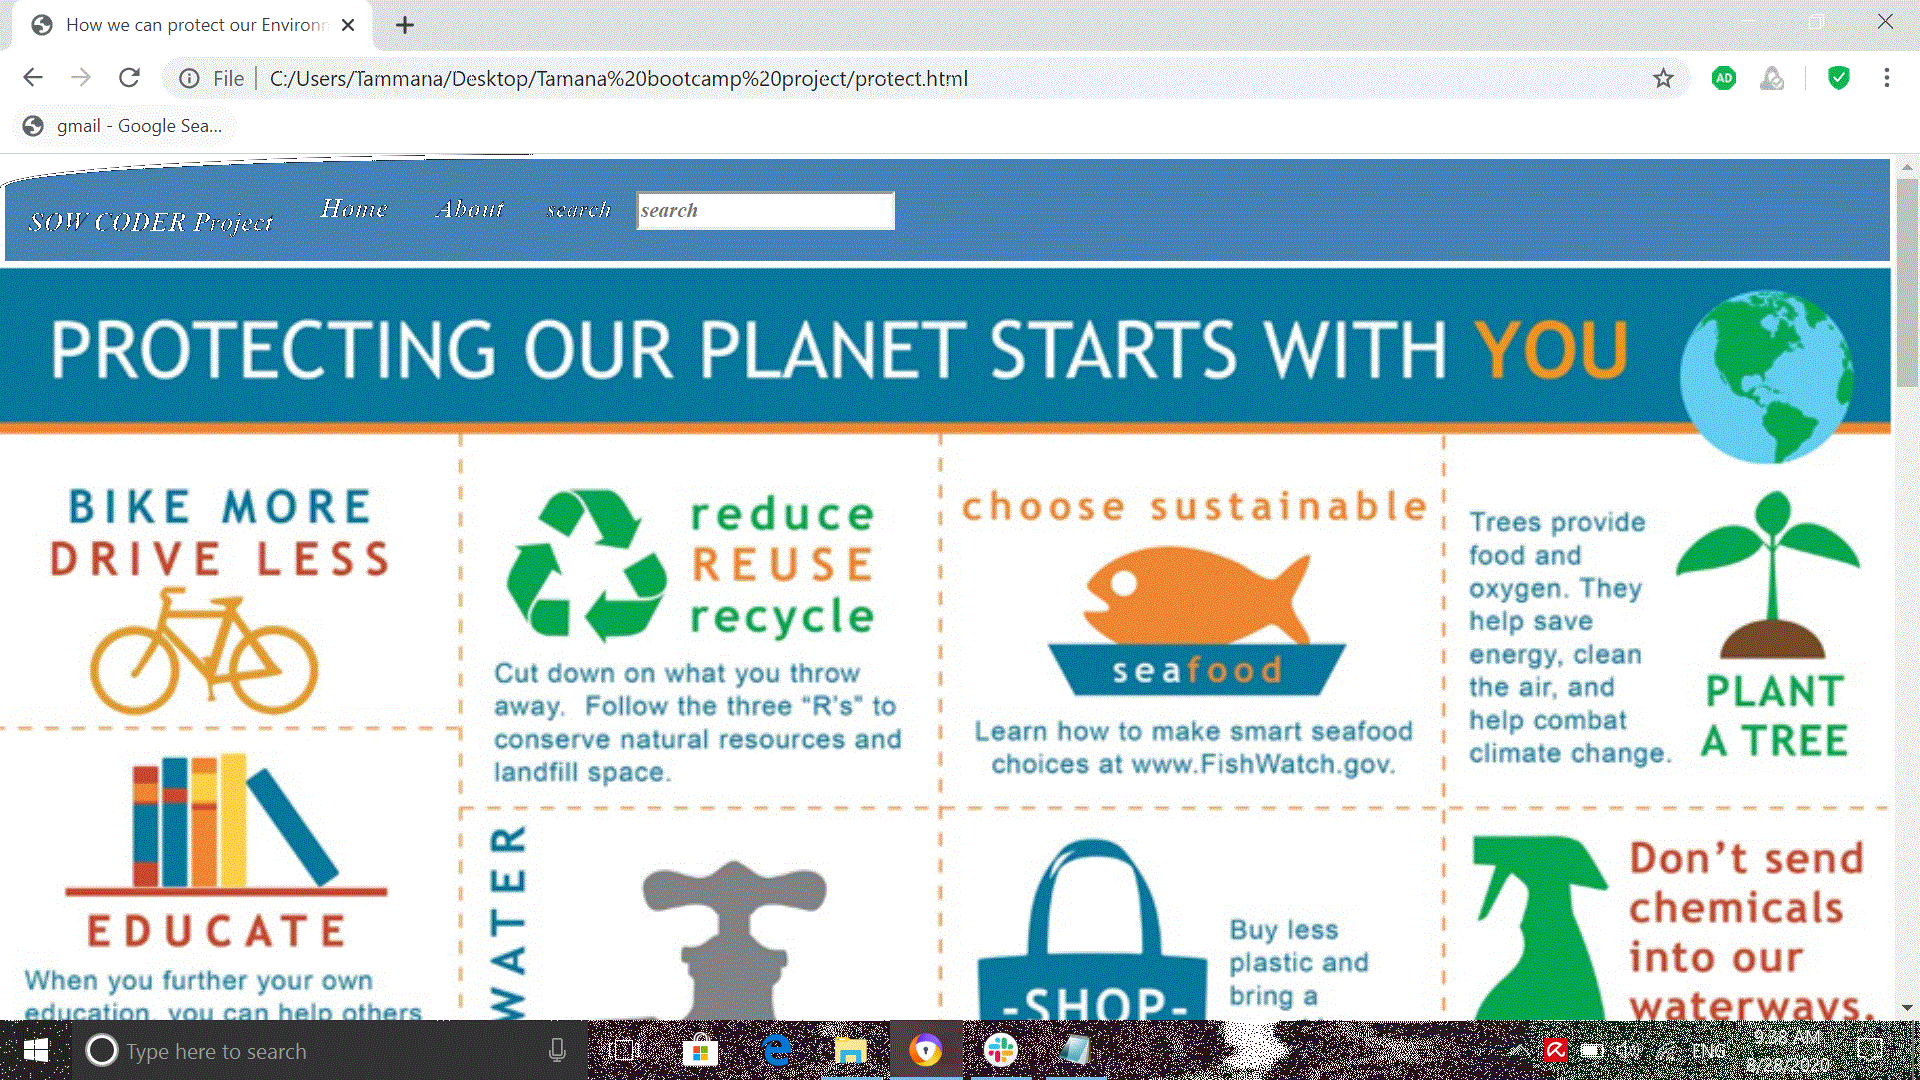 How we can protect our Environ
File
C:/Users/Tammana/Desktop/Tamana%20bootcamp%20project/protect.html
AD
gmail - Google Sea...
SOW CODER Project
Home
About
search
search
PROTECTING OUR PLANET STARTS WITH YOU
BIKE MORE
DRIVE LESS
reduce
REUSE
recycle
Cut down on what you throw
away. Follow the three “R’s” to
conserve natural resources and
landfill space.
choose sustainable
seafood
Learn how to make smart seafood
choices at www.FishWatch.gov.
Trees provide
food and
oxygen. They
help save
energy, clean
the air, and
help combat
climate change.
PLANT
A TREE
EDUCATE
When you further your own
education, you can help others
WATER
-SHOP-
Buy less
plastic and
bring a
Don’t send
chemicals
into our
waterways.
Type here to search
ENG
9:38 AM
8/28/2020